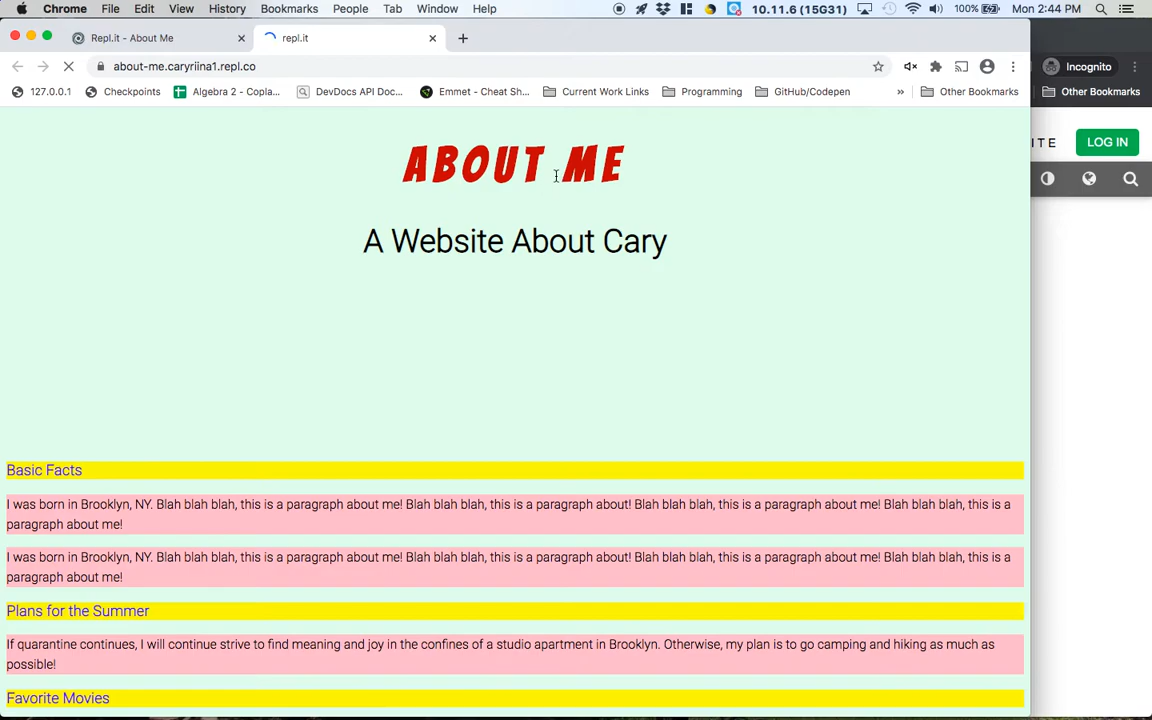 Chrome File Edit View History Bookmarks People Tab Window Help 10.11.6 (15G31) 100% Mon 2:44 PM
Repl.it - About Me repl.it
about-me.caryriina1.repl.co Incognito
127.0.0.1 Checkpoints Algebra 2 - Copla... DevDocs API Doc... Emmet - Cheat Sh... Current Work Links Programming GitHub/Codepen » Other Bookmarks Other Bookmarks
ITE LOG IN
ABOUT ME
A Website About Cary
Basic Facts
I was born in Brooklyn, NY. Blah blah blah, this is a paragraph about me! Blah blah blah, this is a paragraph about! Blah blah blah, this is a paragraph about me! Blah blah blah, this is a
paragraph about me!
I was born in Brooklyn, NY. Blah blah blah, this is a paragraph about me! Blah blah blah, this is a paragraph about! Blah blah blah, this is a paragraph about me! Blah blah blah, this is a
paragraph about me!
Plans for the Summer
If quarantine continues, I will continue strive to find meaning and joy in the confines of a studio apartment in Brooklyn. Otherwise, my plan is to go camping and hiking as much as
possible!
Favorite Movies